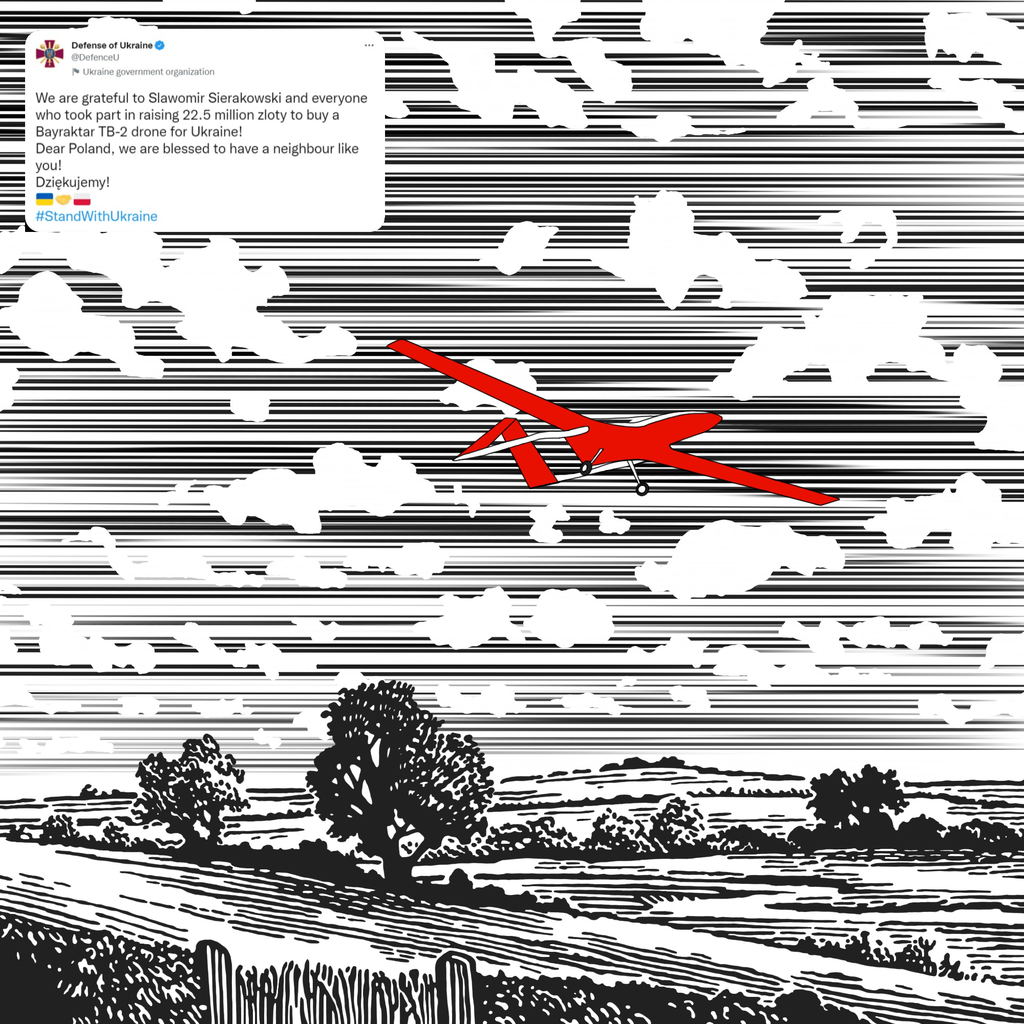 Defense of Ukraine
@DefenceU
Ukraine government organization
We are grateful to Slawomir Sierakowski and everyone
who took part in raising 22.5 million zloty to buy a
Bayraktar TB-2 drone for Ukraine!
Dear Poland, we are blessed to have a neighbour like
you!
Dziękujemy!
#StandWithUkraine